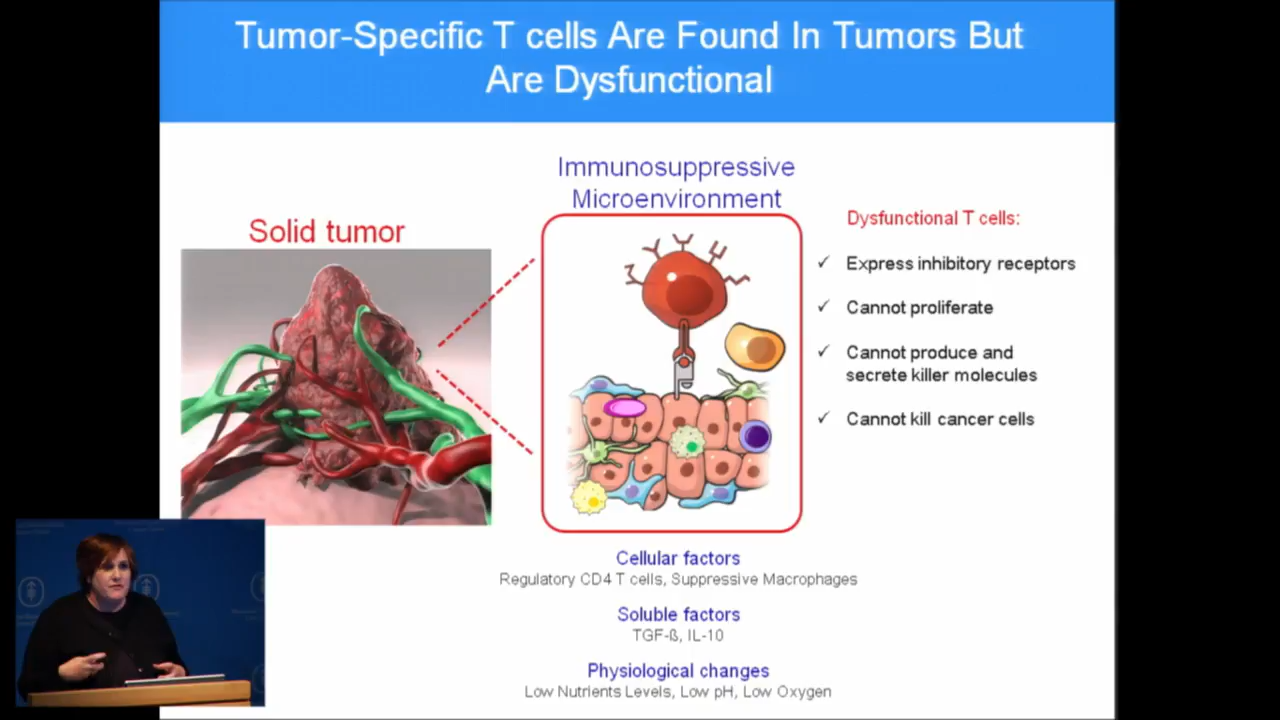 Tumor-Specific T cells Are Found In Tumors But
Are Dysfunctional
Immunosuppressive
Microenvironment
Solid tumor
Dysfunctional T cells:
✓ Express inhibitory receptors
✓ Cannot proliferate
✓ Cannot produce and
secrete killer molecules
✓ Cannot kill cancer cells
Cellular factors
Regulatory CD4 T cells, Suppressive Macrophages
Soluble factors
TGF-ß, IL-10
Physiological changes
Low Nutrients Levels, Low pH, Low Oxygen